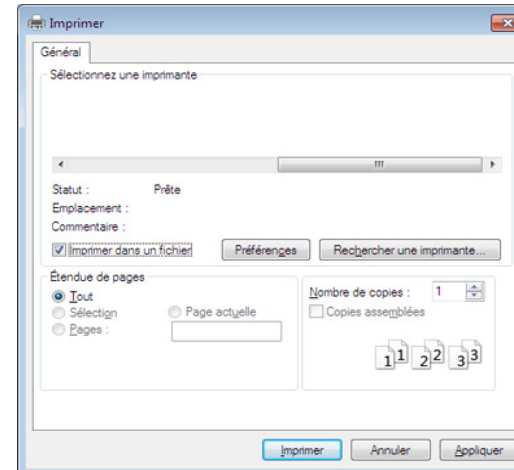 Imprimer
Général
Sélectionnez une imprimante
Statut : Prête
Emplacement :
Commentaire :
Imprimer dans un fichier Préférences Rechercher une imprimante...
Étendue de pages
Tout
Sélection Page actuelle
Pages :
Nombre de copies : 1
Copies assemblées
1 1 2 2 3 3
Imprimer Annuler Appliquer